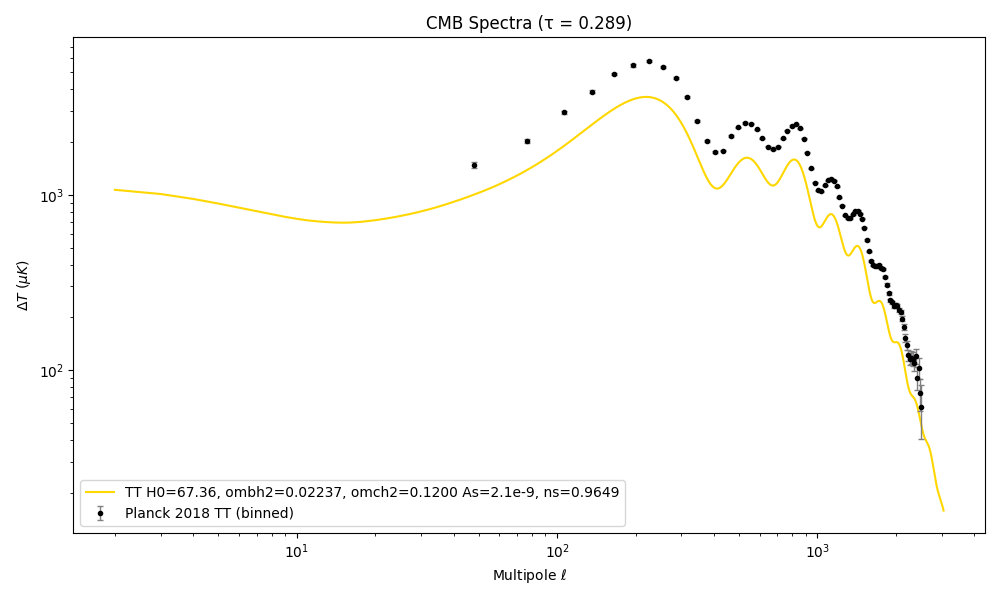 CMB Spectra (τ = 0.289)
ΔT (μK)
10³
10²
TT H0=67.36, ombh2=0.02237, omch2=0.1200 As=2.1e-9, ns=0.9649
Planck 2018 TT (binned)
10¹ 10² 10³
Multipole ℓ